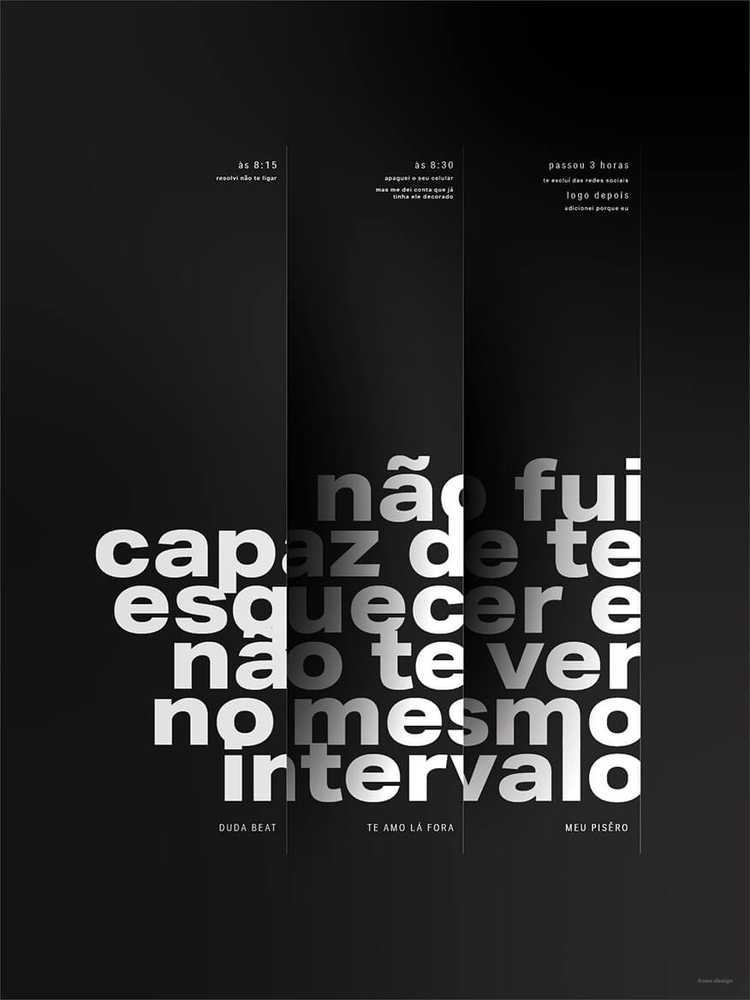 às 8:15
resolvi não te ligar
às 8:30
apaguei o seu celular
mas me dei conta que já
tinha ele decorado
passou 3 horas
te exclui das redes sociais
logo depois
adicionei porque eu
não fui
capaz de te
esquecer e
não te ver
no mesmo
intervalo
DUDA BEAT
TE AMO LÁ FORA
MEU PISÊRO